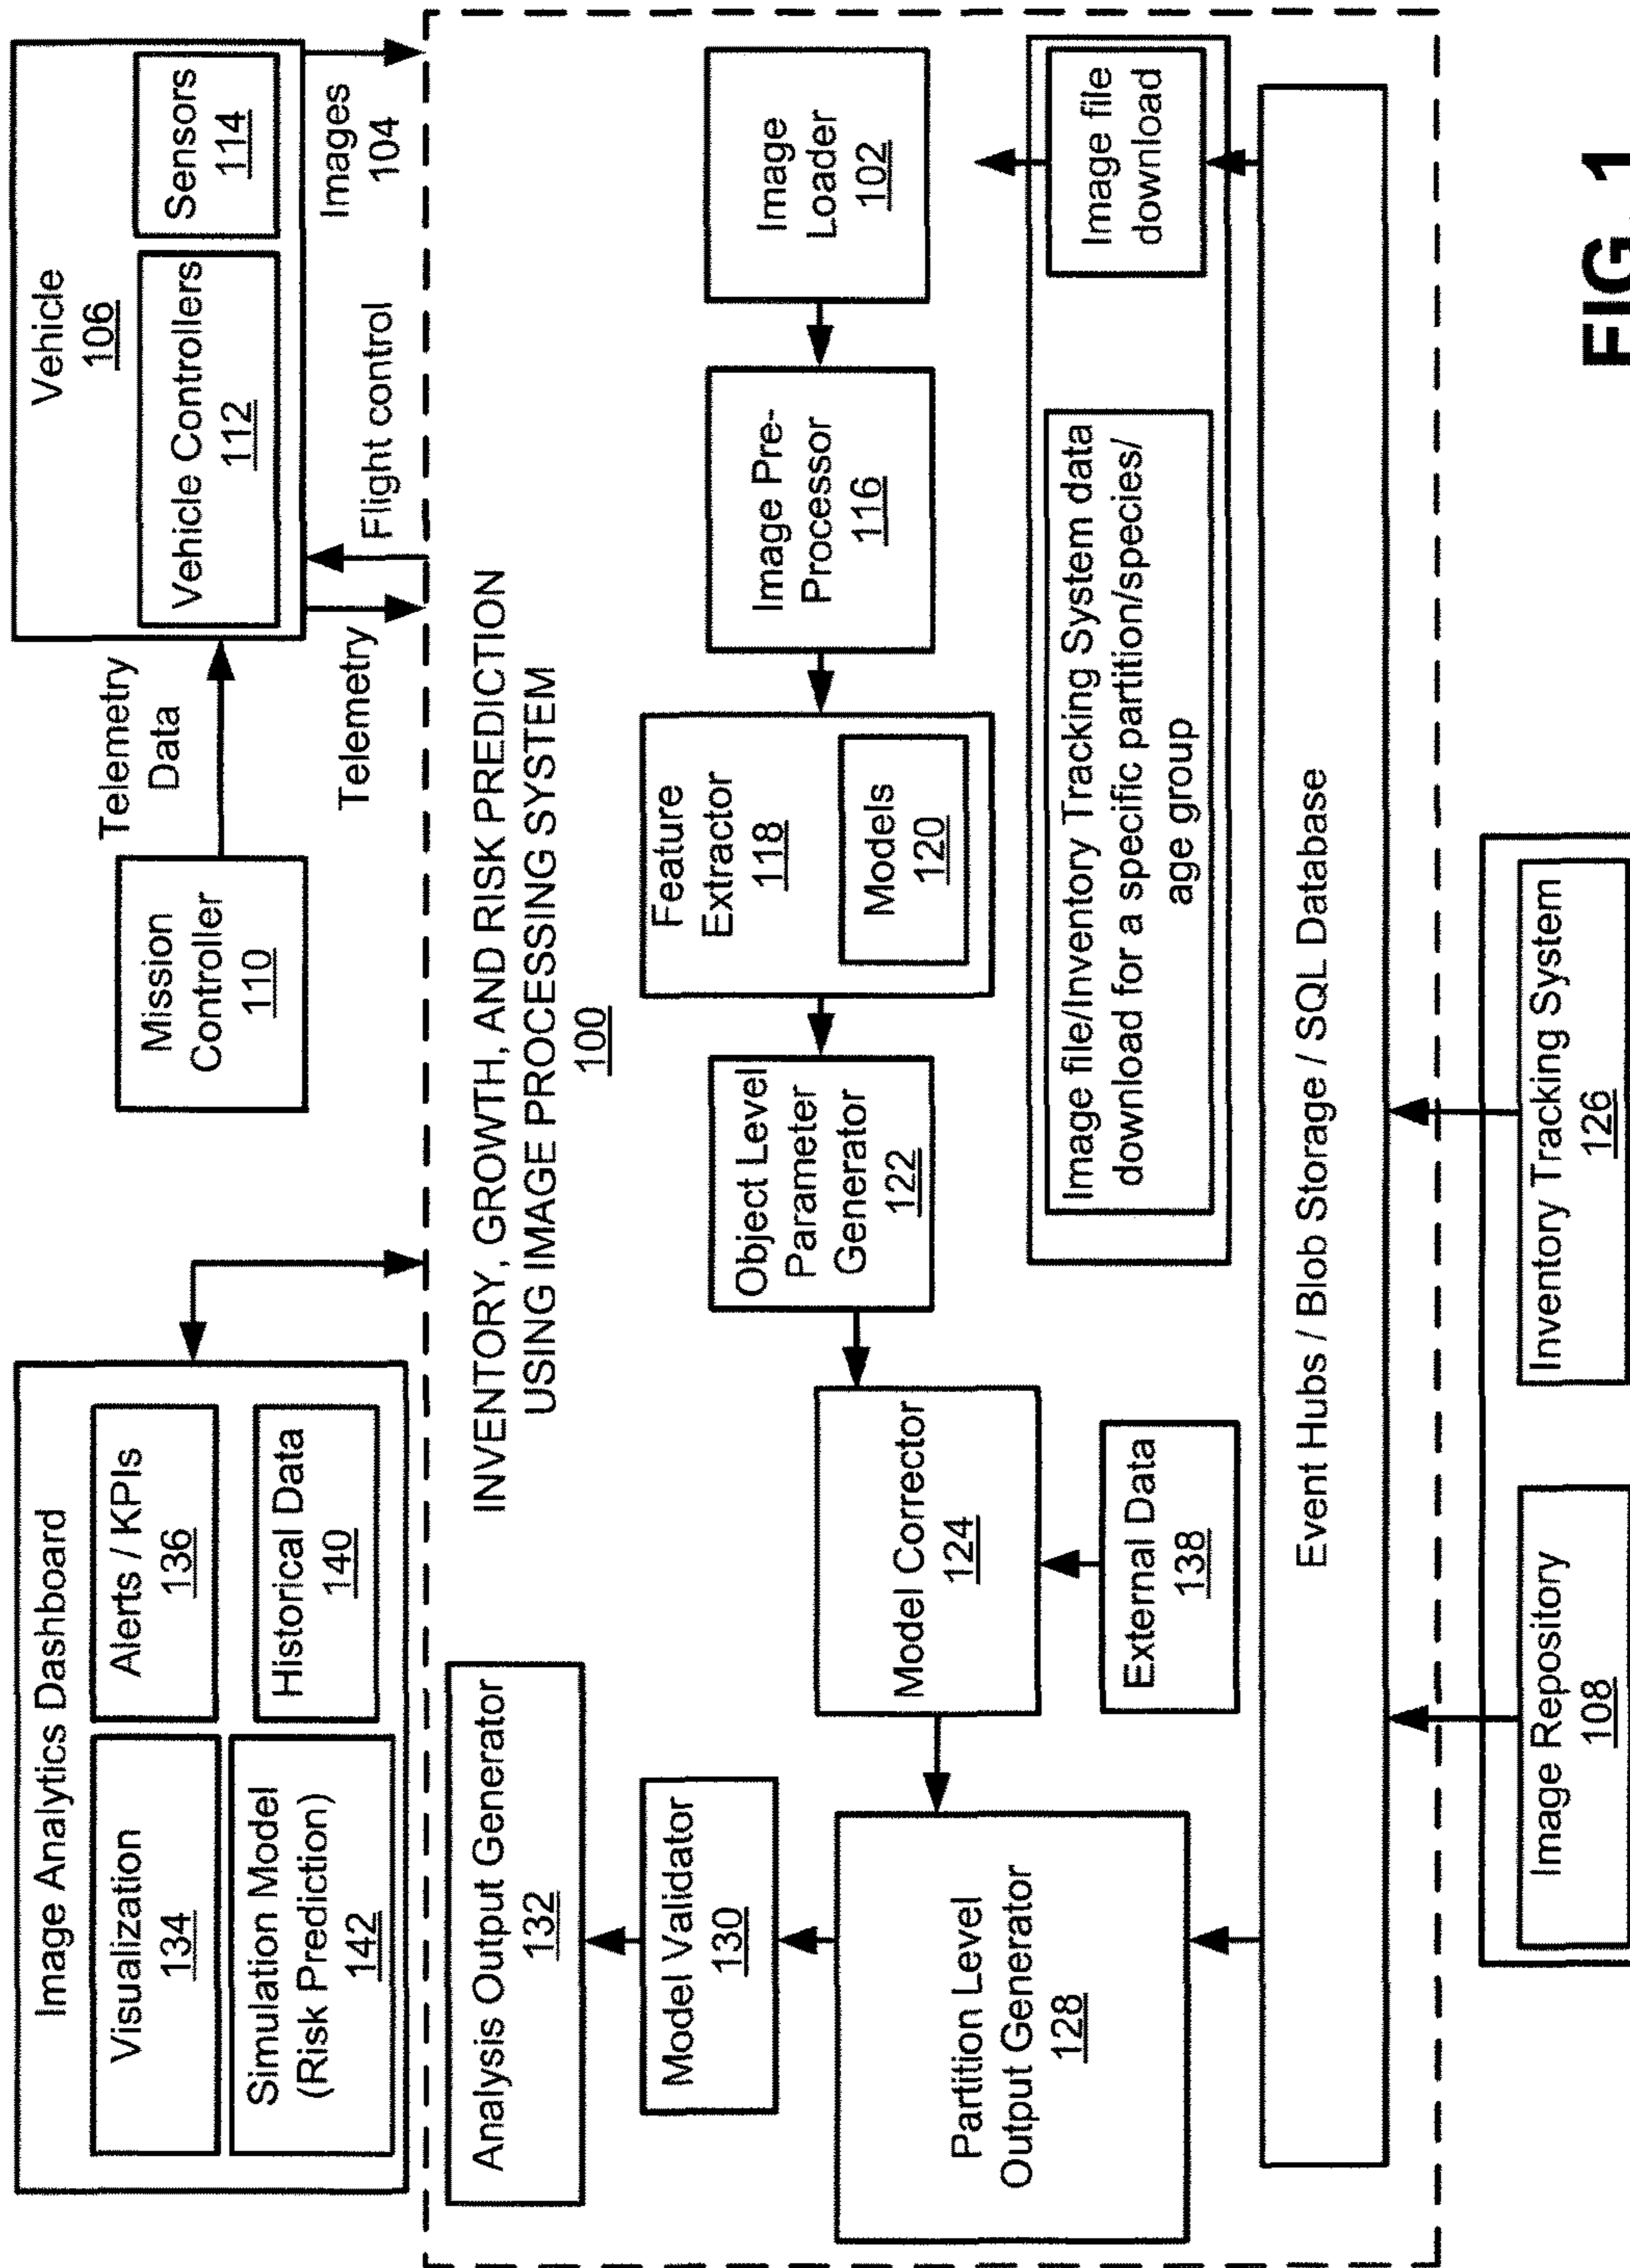 Image Analytics Dashboard
Visualization
134
Alerts / KPIs
136
Simulation Model
(Risk Prediction)
142
Historical Data
140
Mission
Controller
110
Telemetry
Data
Vehicle
106
Vehicle Controllers
112
Sensors
114
Telemetry
Flight control
Images
104
INVENTORY, GROWTH, AND RISK PREDICTION
USING IMAGE PROCESSING SYSTEM
100
Analysis Output Generator
132
Model Validator
130
Partition Level
Output Generator
128
Model Corrector
124
External Data
138
Object Level
Parameter
Generator
122
Feature
Extractor
118
Models
120
Image Pre-
Processor
116
Image
Loader
102
Image file/Inventory Tracking System data
download for a specific partition/species/
age group
Image file
download
Event Hubs / Blob Storage / SQL Database
Image Repository
108
Inventory Tracking System
126
FIG. 1